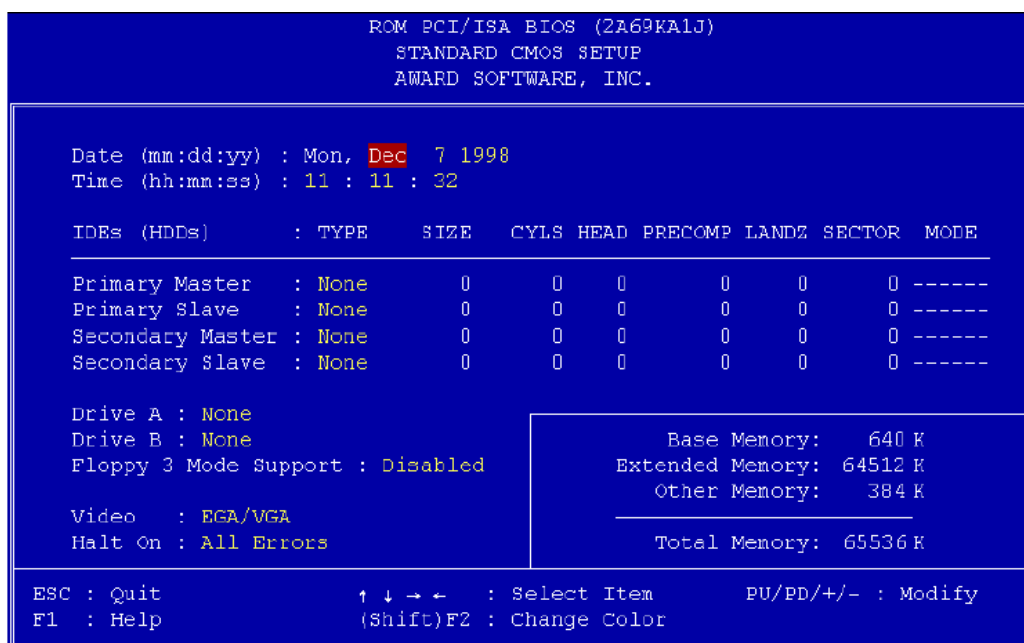 ROM PCI/ISA BIOS (2A69KA1J)
STANDARD CMOS SETUP
AWARD SOFTWARE, INC.
Date (mm:dd:yy) : Mon, Dec 7 1998
Time (hh:mm:ss) : 11 : 11 : 32
IDEs (HDDs) : TYPE SIZE CYLS HEAD PRECOMP LANDZ SECTOR MODE
Primary Master : None 0 0 0 0 0 0 ------
Primary Slave : None 0 0 0 0 0 0 ------
Secondary Master : None 0 0 0 0 0 0 ------
Secondary Slave : None 0 0 0 0 0 0 ------
Drive A : None
Drive B : None
Floppy 3 Mode Support : Disabled
Video : EGA/VGA
Halt On : All Errors
Base Memory: 640 K
Extended Memory: 64512 K
Other Memory: 384 K
Total Memory: 65536 K
ESC : Quit ↑ ↓ → ← : Select Item PU/PD/+/- : Modify
F1 : Help (Shift)F2 : Change Color